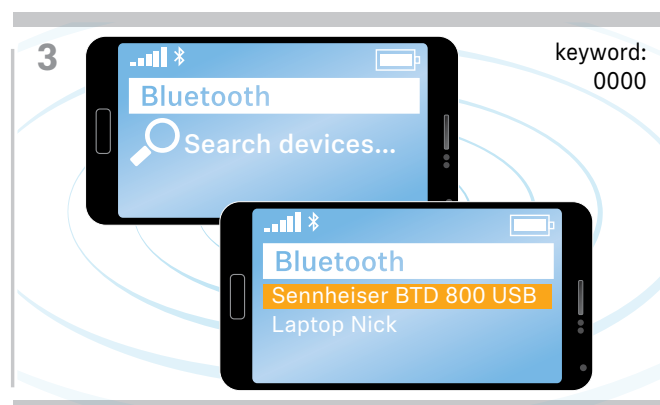 3
keyword:
0000
Bluetooth
Search devices...
Bluetooth
Sennheiser BTD 800 USB
Laptop Nick